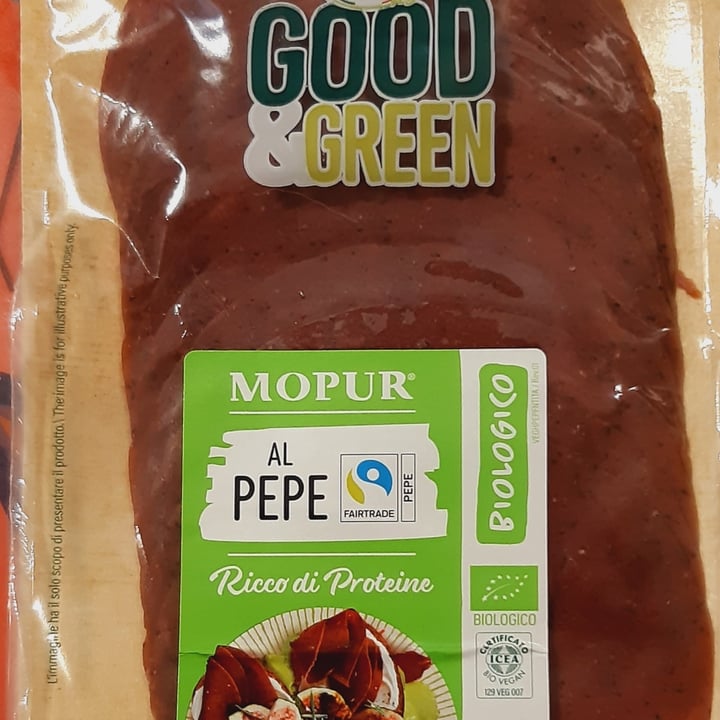 GOOD
&GREEN
L'immagine ha il solo scopo di presentare il prodotto.\ The image is for illustrative purposes only.
MOPUR®
AL
PEPE
FAIRTRADE
PEPE
Ricco di Proteine
BIOLOGICO
BIOLOGICO
CERTIFICATO
ICEA
BIO VEGAN
129 VEG 007